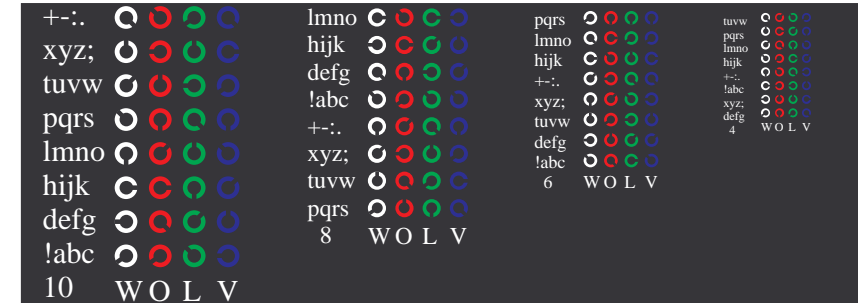 +-:.
xyz;
tuvw
pqrs
lmno
hijk
defg
!abc
10 W O L V
lmno
hijk
defg
!abc
+-:.
xyz;
tuvw
pqrs
8 W O L V
pqrs
lmno
hijk
+-:.
xyz;
tuvw
defg
!abc
6 W O L V
tuvw
pqrs
lmno
hijk
+-:.
!abc
xyz;
defg
4 W O L V